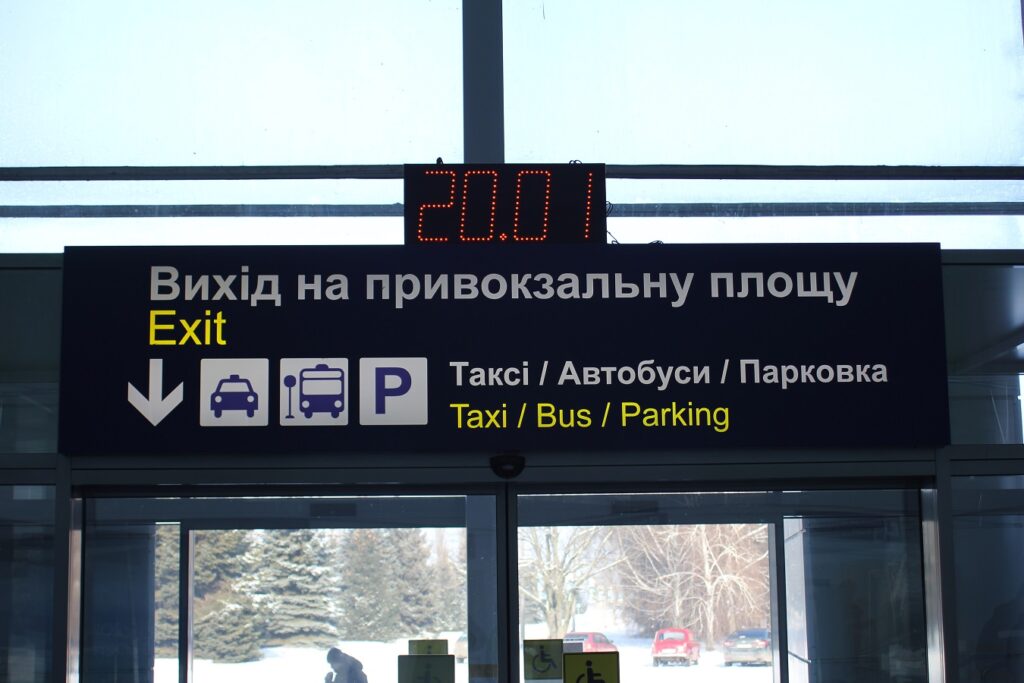 20.01
Вихід на привокзальну площу
Exit
P
Таксі / Автобуси / Парковка
Taxi / Bus / Parking